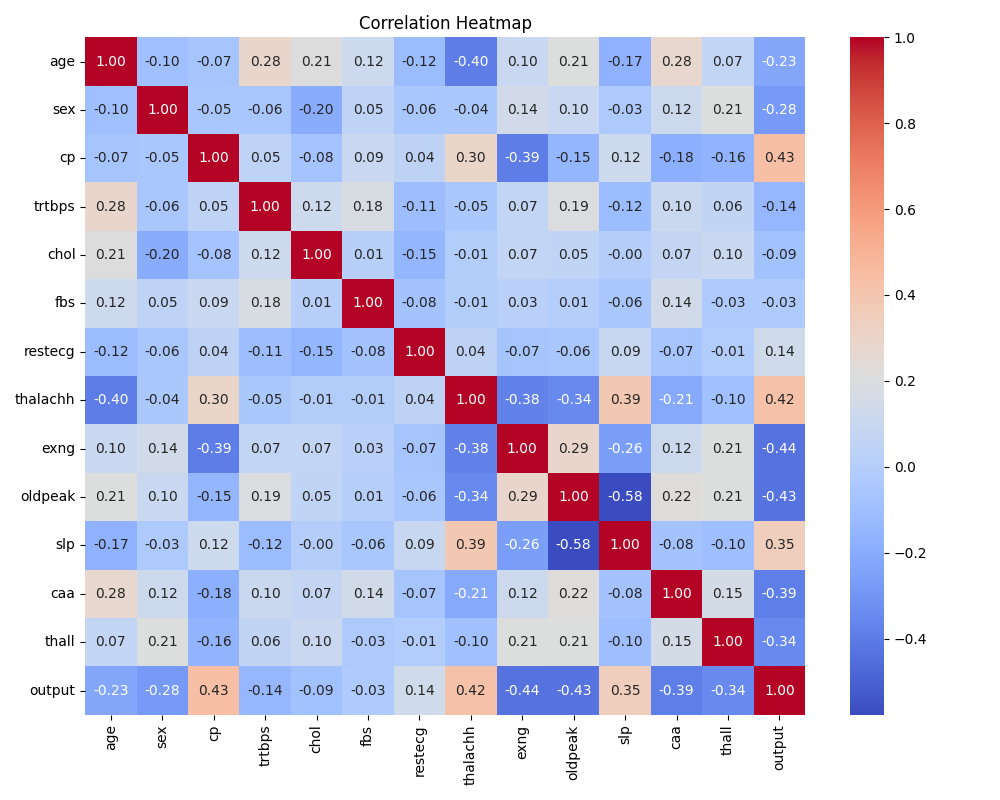 Correlation Heatmap
age 1.00 -0.10 -0.07 0.28 0.21 0.12 -0.12 -0.40 0.10 0.21 -0.17 0.28 0.07 -0.23
sex -0.10 1.00 -0.05 -0.06 -0.20 0.05 -0.06 -0.04 0.14 0.10 -0.03 0.12 0.21 -0.28
cp -0.07 -0.05 1.00 0.05 -0.08 0.09 0.04 0.30 -0.39 -0.15 0.12 -0.18 -0.16 0.43
trtbps 0.28 -0.06 0.05 1.00 0.12 0.18 -0.11 -0.05 0.07 0.19 -0.12 0.10 0.06 -0.14
chol 0.21 -0.20 -0.08 0.12 1.00 0.01 -0.15 -0.01 0.07 0.05 -0.00 0.07 0.10 -0.09
fbs 0.12 0.05 0.09 0.18 0.01 1.00 -0.08 -0.01 0.03 0.01 -0.06 0.14 -0.03 -0.03
restecg -0.12 -0.06 0.04 -0.11 -0.15 -0.08 1.00 0.04 -0.07 -0.06 0.09 -0.07 -0.01 0.14
thalachh -0.40 -0.04 0.30 -0.05 -0.01 -0.01 0.04 1.00 -0.38 -0.34 0.39 -0.21 -0.10 0.42
exng 0.10 0.14 -0.39 0.07 0.07 0.03 -0.07 -0.38 1.00 0.29 -0.26 0.12 0.21 -0.44
oldpeak 0.21 0.10 -0.15 0.19 0.05 0.01 -0.06 -0.34 0.29 1.00 -0.58 0.22 0.21 -0.43
slp -0.17 -0.03 0.12 -0.12 -0.00 -0.06 0.09 0.39 -0.26 -0.58 1.00 -0.08 -0.10 0.35
caa 0.28 0.12 -0.18 0.10 0.07 0.14 -0.07 -0.21 0.12 0.22 -0.08 1.00 0.15 -0.39
thall 0.07 0.21 -0.16 0.06 0.10 -0.03 -0.01 -0.10 0.21 0.21 -0.10 0.15 1.00 -0.34
output -0.23 -0.28 0.43 -0.14 -0.09 -0.03 0.14 0.42 -0.44 -0.43 0.35 -0.39 -0.34 1.00
age sex cp trtbps chol fbs restecg thalachh exng oldpeak slp caa thall output
1.0
0.8
0.6
0.4
0.2
0.0
−0.2
−0.4